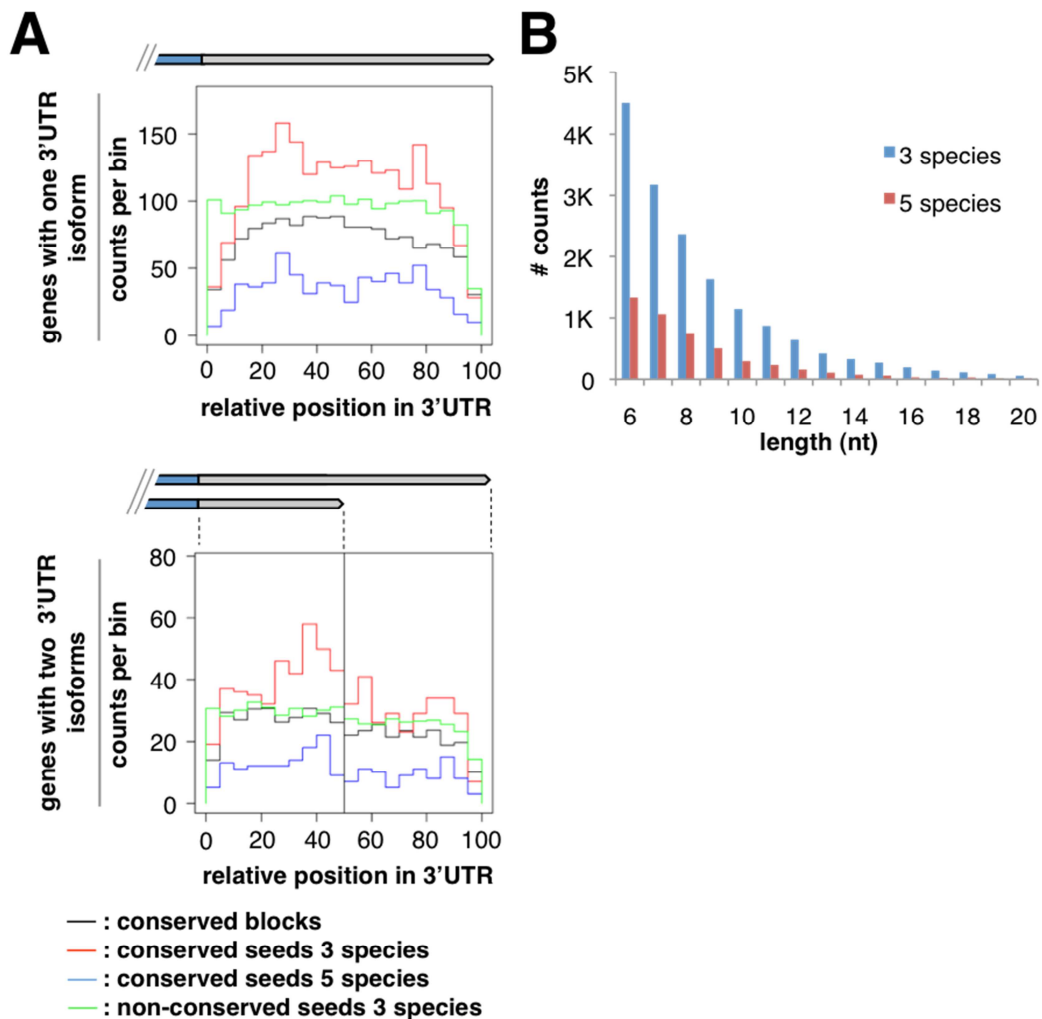 A
genes with one 3'UTR
isoform
counts per bin
150
100
50
0
0 20 40 60 80 100
relative position in 3'UTR
genes with two 3'UTR
isoforms
counts per bin
80
60
40
20
0
0 20 40 60 80 100
relative position in 3'UTR
: conserved blocks
: conserved seeds 3 species
: conserved seeds 5 species
: non-conserved seeds 3 species
B
# counts
5K
4K
3K
2K
1K
0
3 species
5 species
6 8 10 12 14 16 18 20
length (nt)